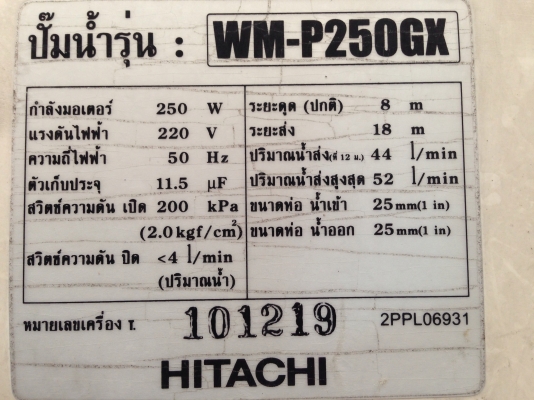 ปั๊มน้ำรุ่น : WM-P250GX
กำลังมอเตอร์ 250 W
แรงดันไฟฟ้า 220 V
ความถี่ไฟฟ้า 50 Hz
ตัวเก็บประจุ 11.5 µF
สวิตช์ความดัน เปิด 200 kPa
(2.0 kgf/cm²)
สวิตช์ความดัน ปิด <4 l/min
(ปริมาณน้ำ)
ระยะดูด (ปกติ) 8 m
ระยะส่ง 18 m
ปริมาณน้ำส่ง(ที่ 12 ม.) 44 l/min
ปริมาณน้ำส่งสูงสุด 52 l/min
ขนาดท่อ น้ำเข้า 25mm(1 in)
ขนาดท่อ น้ำออก 25mm(1 in)
หมายเลขเครื่อง T. 101219 2PPL06931
HITACHI